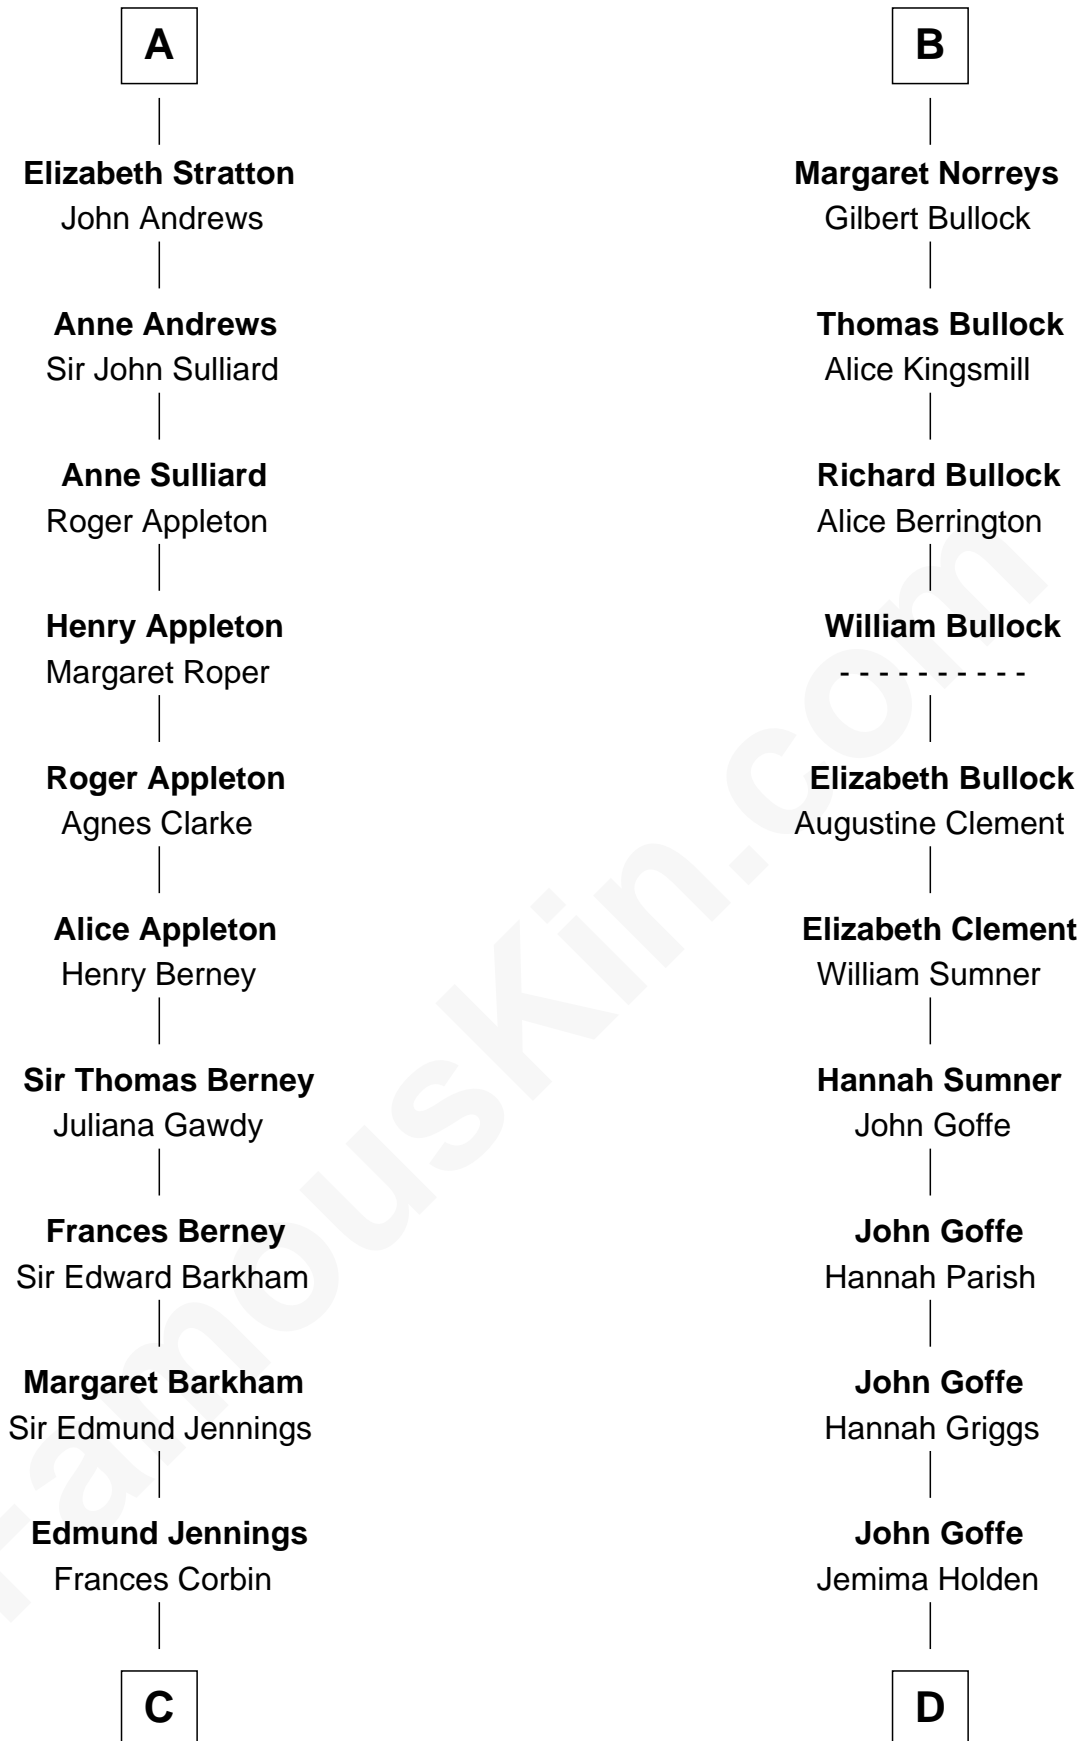 A
Elizabeth Stratton
John Andrews
Anne Andrews
Sir John Sulliard
Anne Sulliard
Roger Appleton
Henry Appleton
Margaret Roper
Roger Appleton
Agnes Clarke
Alice Appleton
Henry Berney
Sir Thomas Berney
Juliana Gawdy
Frances Berney
Sir Edward Barkham
Margaret Barkham
Sir Edmund Jennings
Edmund Jennings
Frances Corbin
C
B
Margaret Norreys
Gilbert Bullock
Thomas Bullock
Alice Kingsmill
Richard Bullock
Alice Berrington
William Bullock
- - - - - - - - - -
Elizabeth Bullock
Augustine Clement
Elizabeth Clement
William Sumner
Hannah Sumner
John Goffe
John Goffe
Hannah Parish
John Goffe
Hannah Griggs
John Goffe
Jemima Holden
D
FamousKin.com